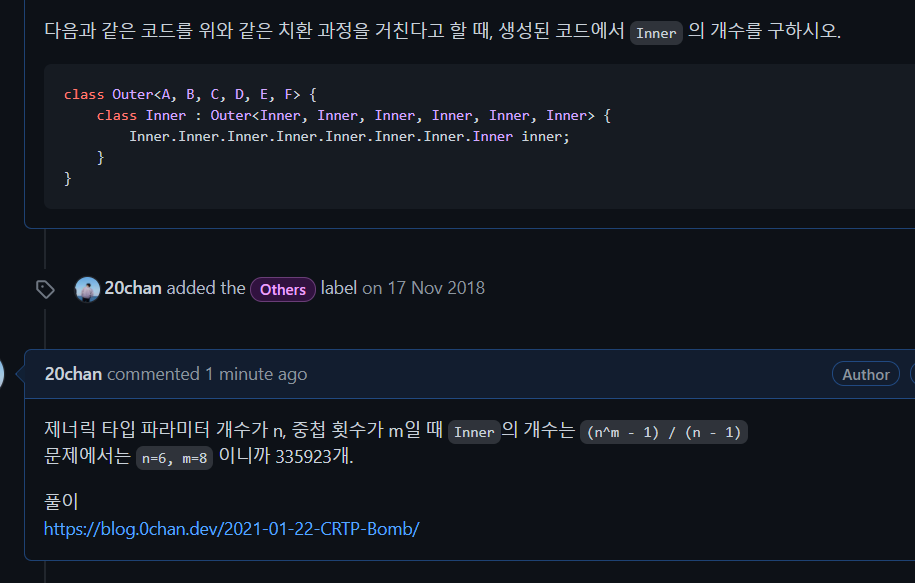 다음과 같은 코드를 위와 같은 치환 과정을 거친다고 할 때, 생성된 코드에서 Inner 의 개수를 구하시오.
class Outer<A, B, C, D, E, F> {
    class Inner : Outer<Inner, Inner, Inner, Inner, Inner, Inner> {
        Inner.Inner.Inner.Inner.Inner.Inner.Inner.Inner inner;
    }
}
20chan added the Others label on 17 Nov 2018
20chan commented 1 minute ago Author
제너릭 타입 파라미터 개수가 n, 중첩 횟수가 m일 때 Inner 의 개수는 (n^m - 1) / (n - 1)
문제에서는 n=6, m=8 이니까 335923개.
풀이
https://blog.0chan.dev/2021-01-22-CRTP-Bomb/